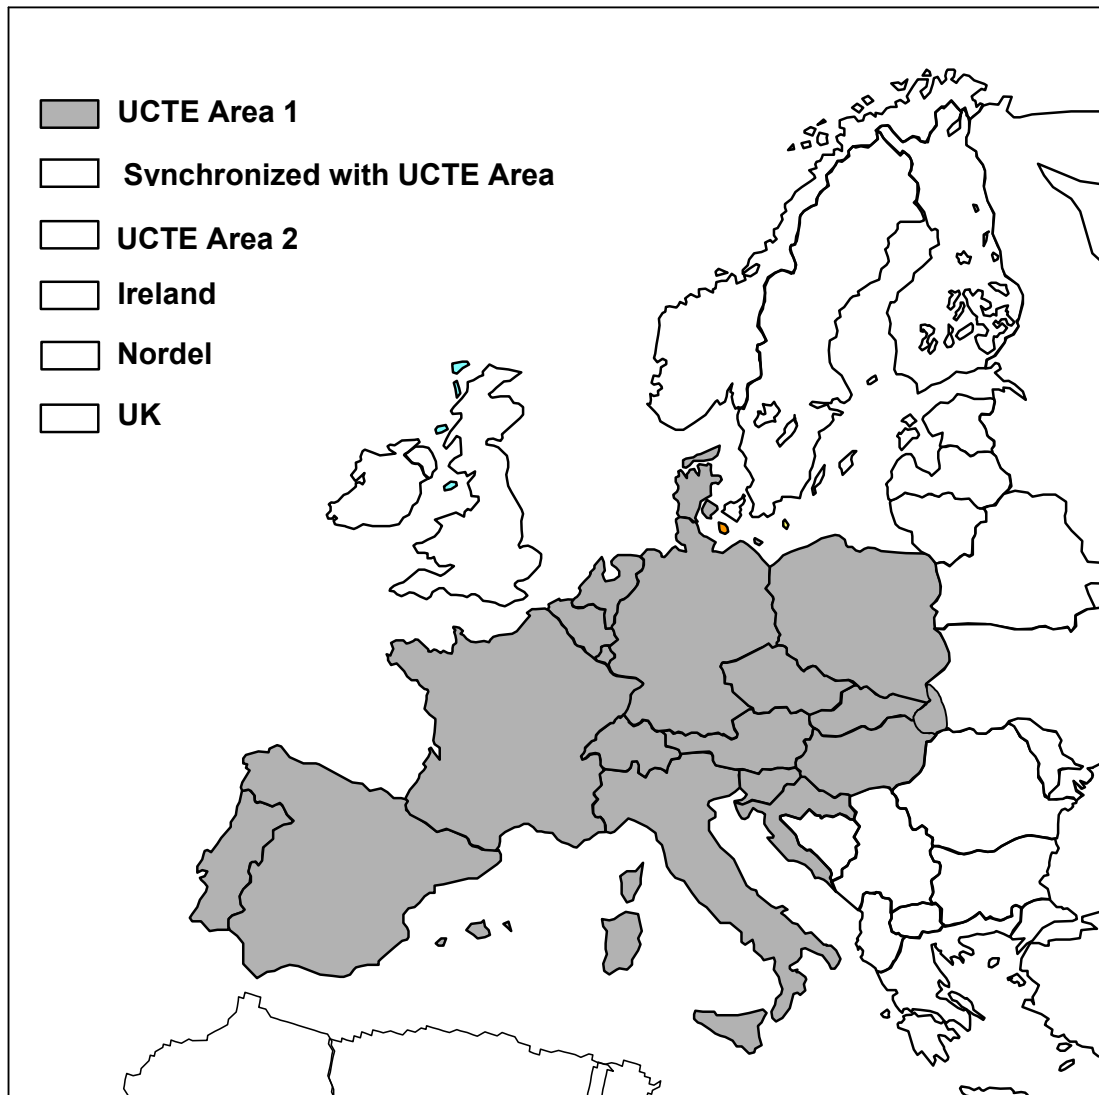 UCTE Area 1
Synchronized with UCTE Area
UCTE Area 2
Ireland
Nordel
UK